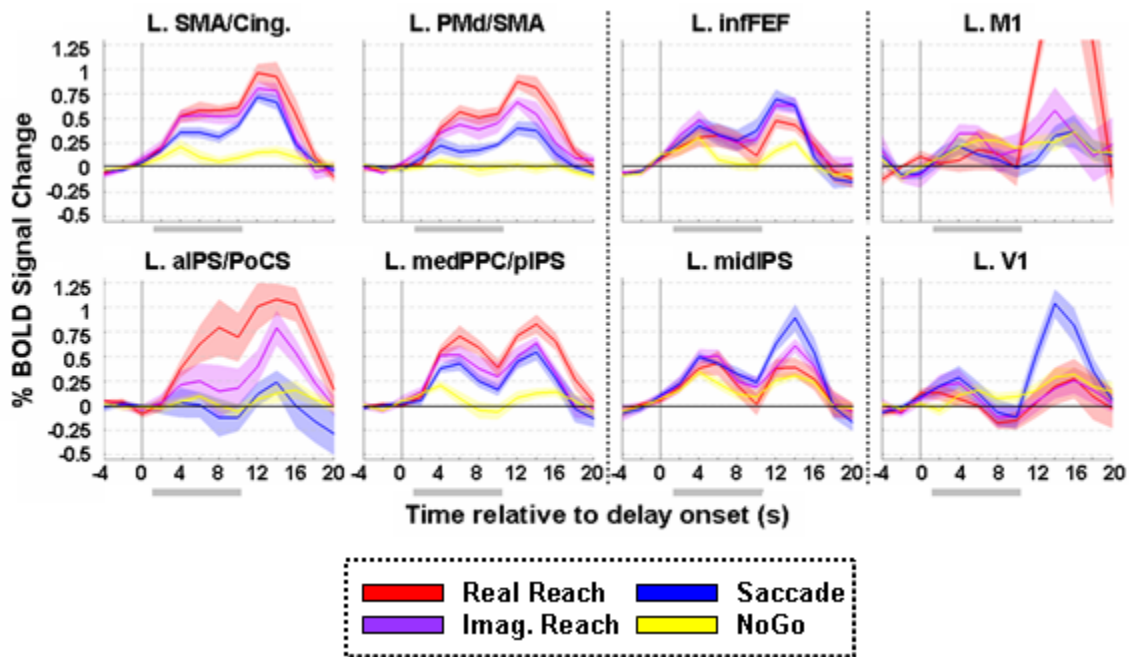 L. SMA/Cing.
L. PMd/SMA
L. infFEF
L. M1
% BOLD Signal Change
1.25
1
0.75
0.5
0.25
0
-0.25
-0.5
L. aIPS/PoCS
L. medPPC/pIPS
L. midIPS
L. V1
1.25
1
0.75
0.5
0.25
0
-0.25
-0.5
-4 0 4 8 12 16 20
-4 0 4 8 12 16 20
-4 0 4 8 12 16 20
-4 0 4 8 12 16 20
Time relative to delay onset (s)
Real Reach
Saccade
Imag. Reach
NoGo